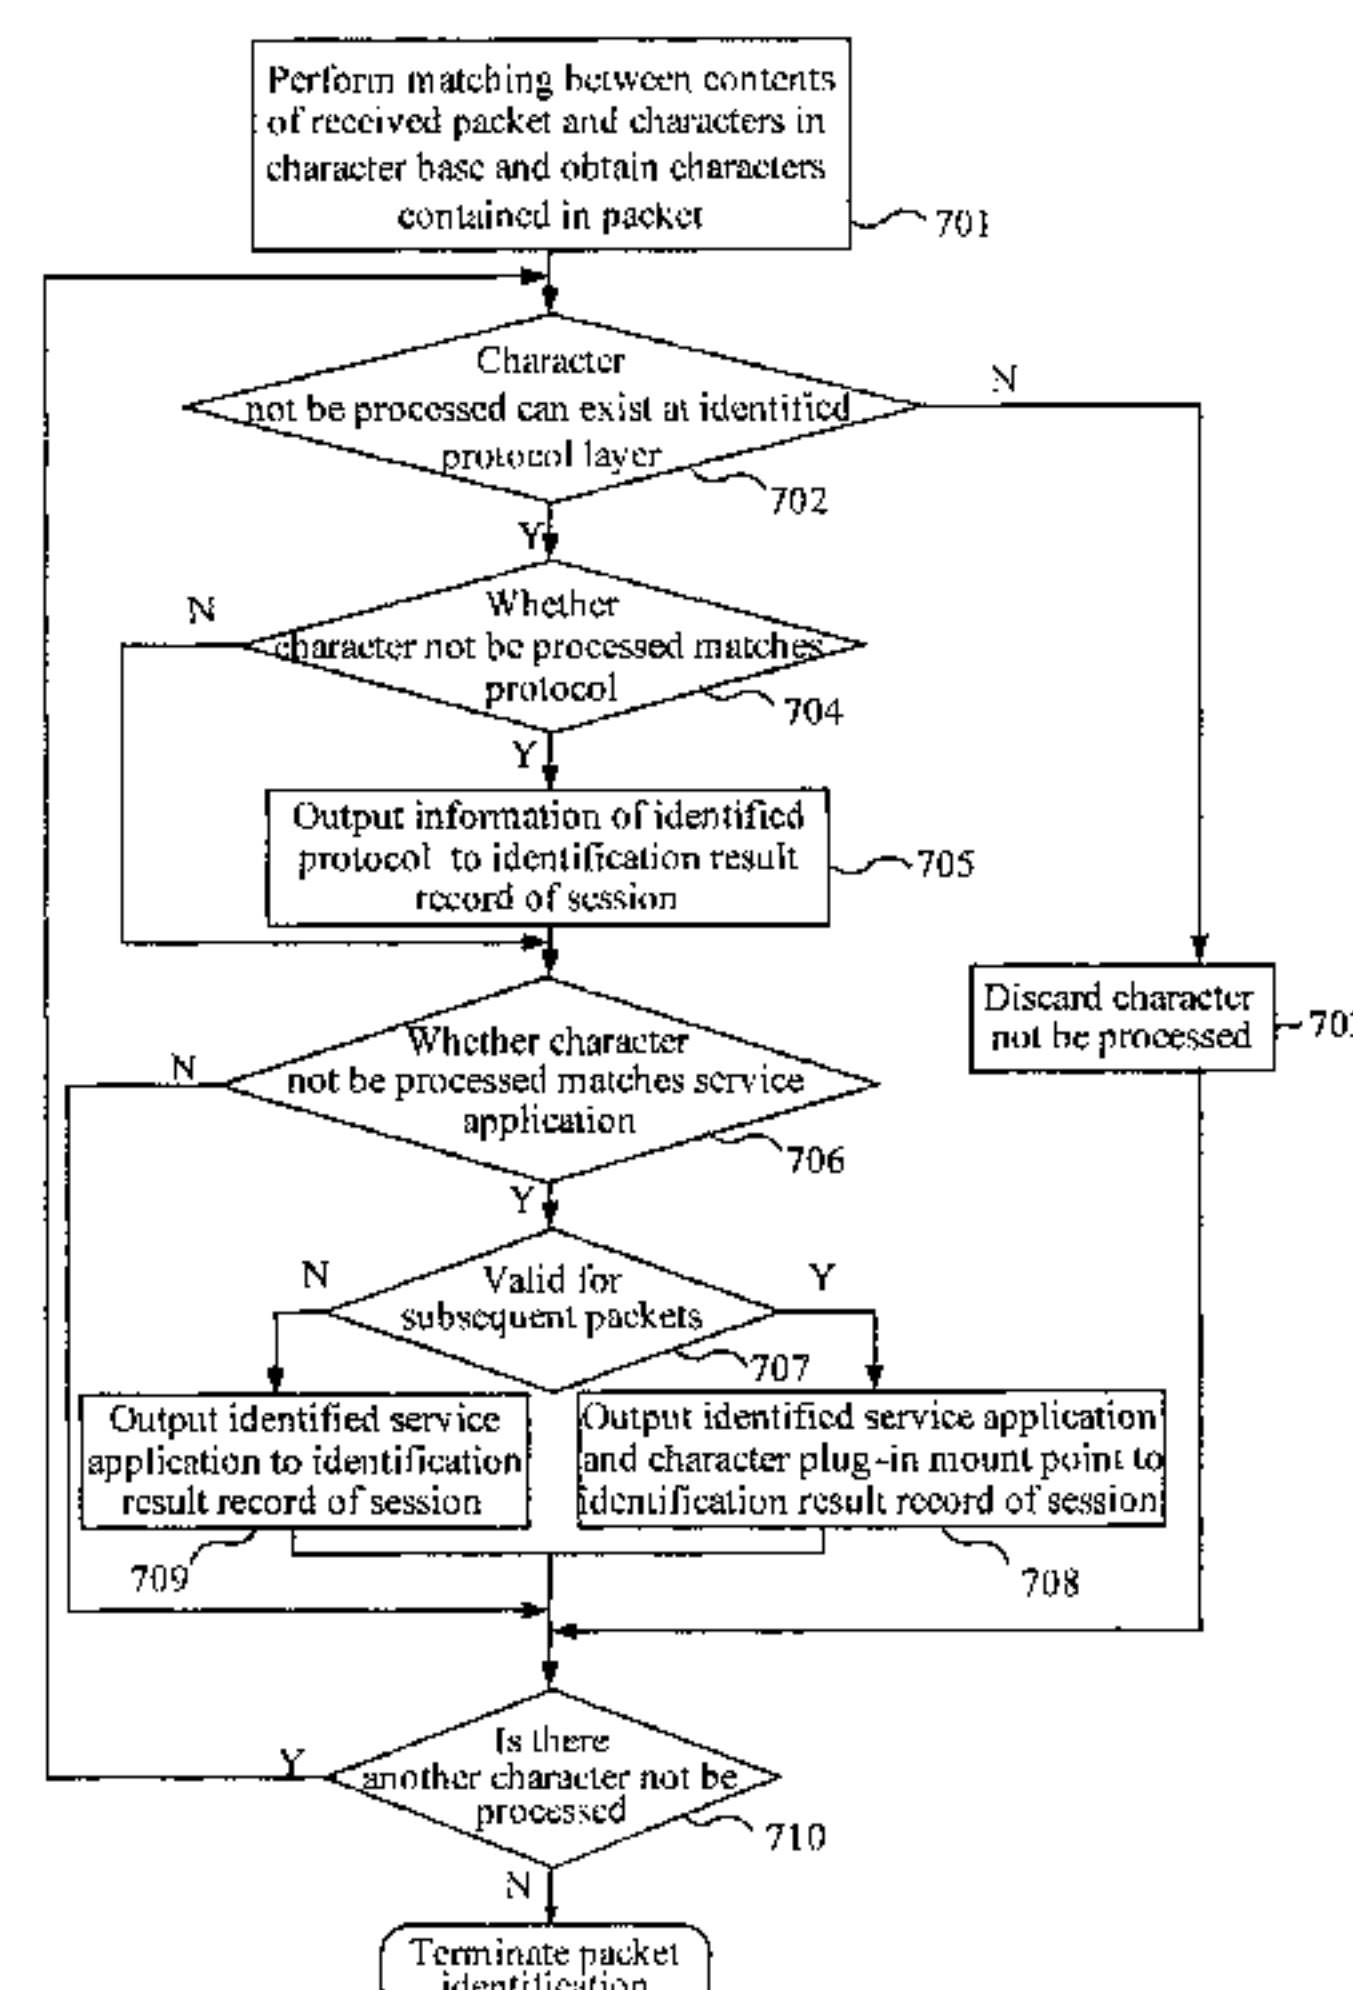 Perform matching between contents
of received packet and characters in
character base and obtain characters
contained in packet
701
Character
not be processed can exist at identified
protocol layer
N
702
Y
Whether
character not be processed matches
protocol
N
704
Y
Output information of identified
protocol to identification result
record of session
705
Discard character
not be processed
Whether character
not be processed matches service
application
N
706
Y
Valid for
subsequent packets
N
Y
707
Output identified service
application to identification
result record of session
709
Output identified service application
and character plug-in mount point to
identification result record of session
708
Is there
another character not be
processed
Y
710
N
Terminate packet
identification